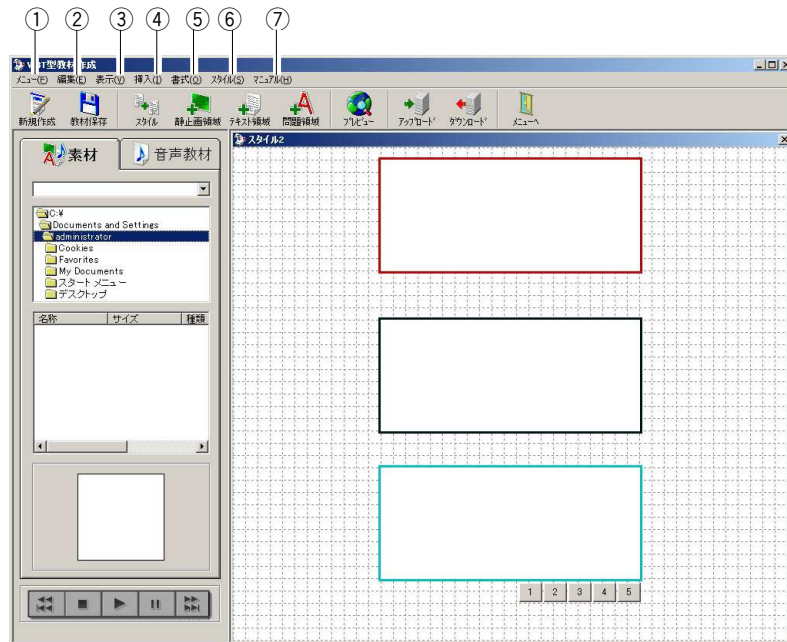 ① ② ③ ④ ⑤ ⑥ ⑦
WBT型教材作成
メニュー(F) 編集(E) 表示(V) 挿入(I) 書式(O) スタイル(S) マニュアル(H)
新規作成 教材保存 スタイル 静止画領域 テキスト領域 問題領域 プレビュー アップロード ダウンロード メニューへ
スタイル2
素材 音声教材
C:¥
Documents and Settings
administrator
Cookies
Favorites
My Documents
スタート メニュー
デスクトップ
名称 サイズ 種類
1 2 3 4 5